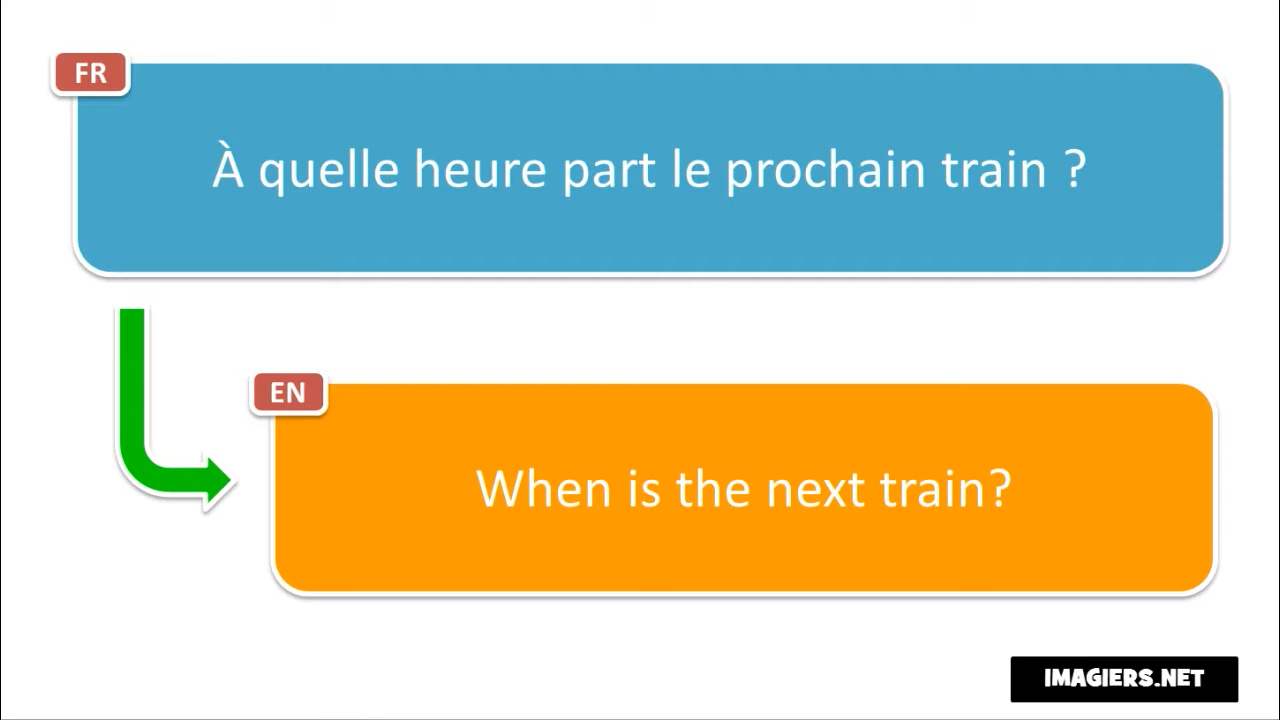 FR
À quelle heure part le prochain train ?
EN
When is the next train?
IMAGIERS.NET